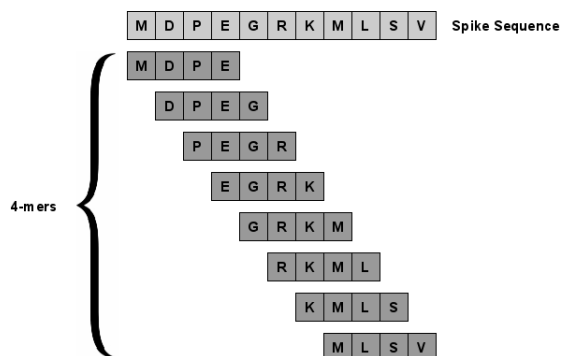 M D P E G R K M L S V Spike Sequence
M D P E
D P E G
P E G R
E G R K
4-mers
G R K M
R K M L
K M L S
M L S V